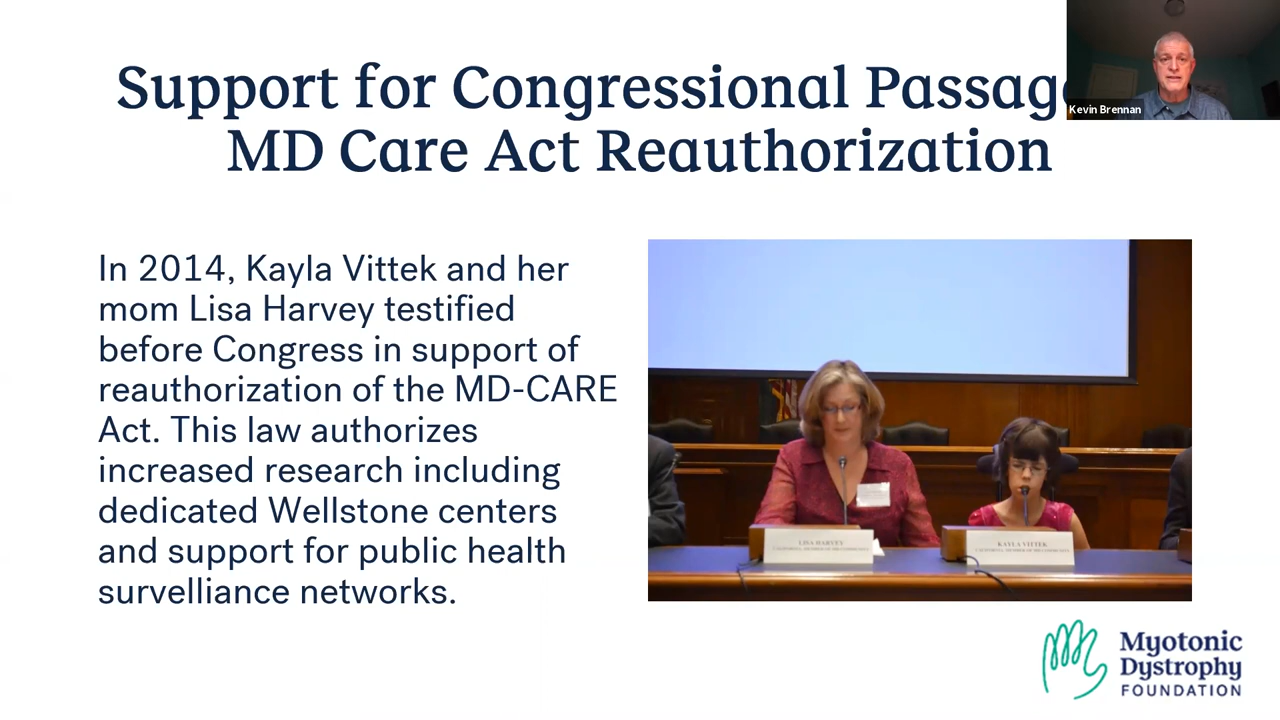 Support for Congressional Passag
MD Care Act Reauthorization
Kevin Brennan
In 2014, Kayla Vittek and her
mom Lisa Harvey testified
before Congress in support of
reauthorization of the MD-CARE
Act. This law authorizes
increased research including
dedicated Wellstone centers
and support for public health
survelliance networks.
LISA HARVEY
KAYLA VITTEK
Myotonic
Dystrophy
FOUNDATION